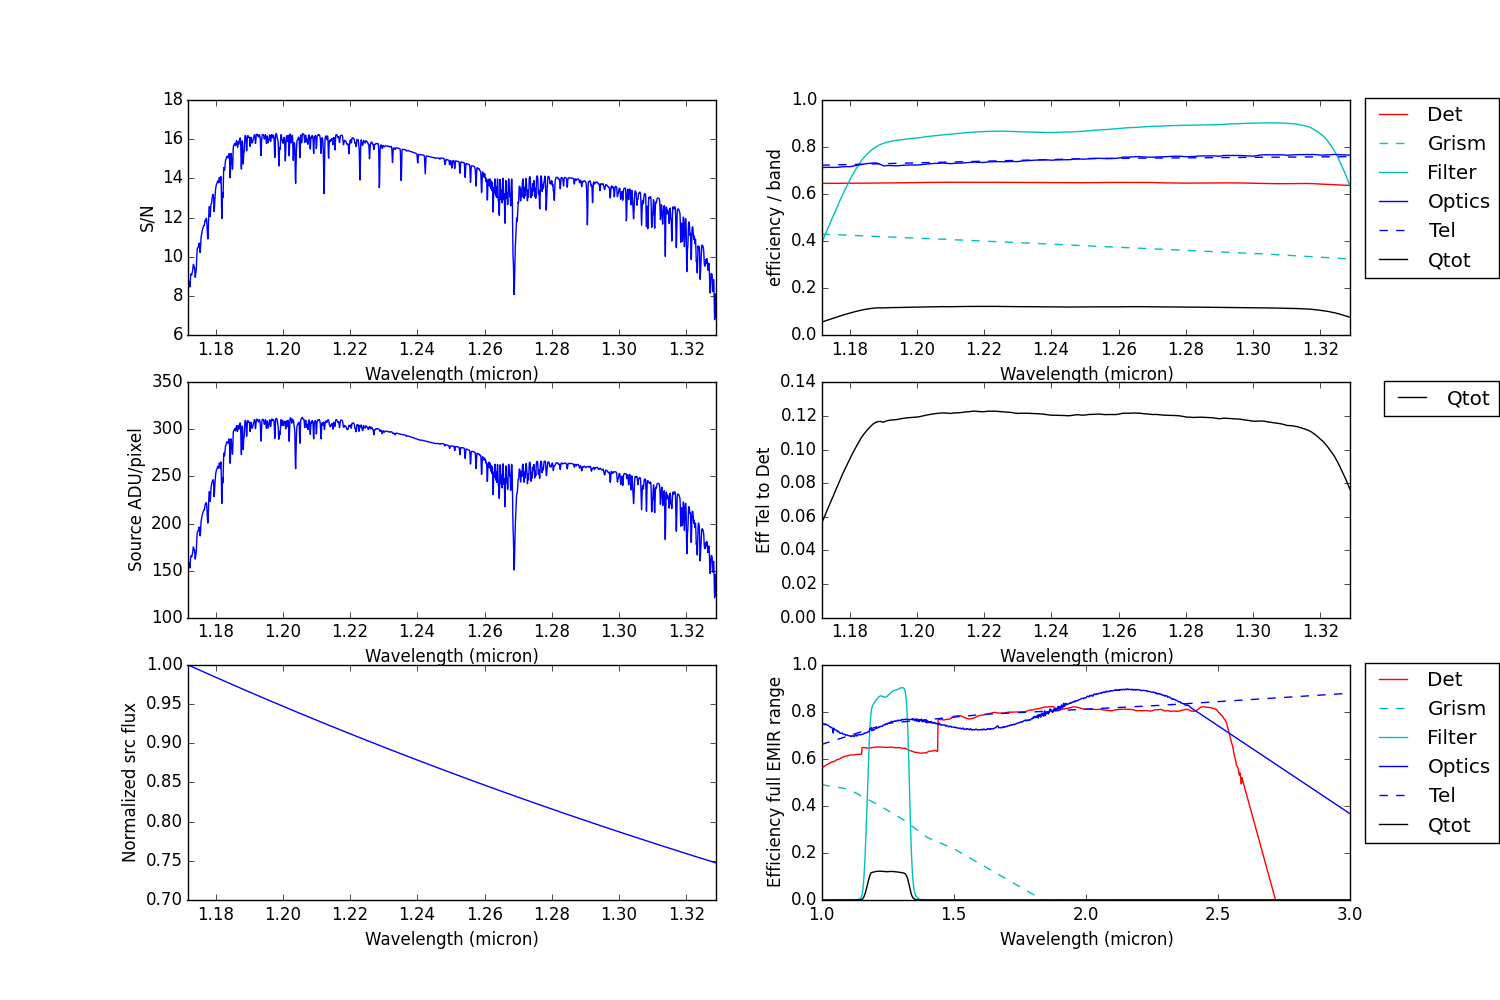 18
16
14
12
10
8
6
S/N
1.18 1.20 1.22 1.24 1.26 1.28 1.30 1.32
Wavelength (micron)
1.0
0.8
0.6
0.4
0.2
0.0
efficiency / band
1.18 1.20 1.22 1.24 1.26 1.28 1.30 1.32
Wavelength (micron)
Det
Grism
Filter
Optics
Tel
Qtot
350
300
250
200
150
100
Source ADU/pixel
1.18 1.20 1.22 1.24 1.26 1.28 1.30 1.32
Wavelength (micron)
0.14
0.12
0.10
0.08
0.06
0.04
0.02
0.00
Eff Tel to Det
1.18 1.20 1.22 1.24 1.26 1.28 1.30 1.32
Wavelength (micron)
Qtot
1.00
0.95
0.90
0.85
0.80
0.75
0.70
Normalized src flux
1.18 1.20 1.22 1.24 1.26 1.28 1.30 1.32
Wavelength (micron)
1.0
0.8
0.6
0.4
0.2
0.0
Efficiency full EMIR range
1.0 1.5 2.0 2.5 3.0
Wavelength (micron)
Det
Grism
Filter
Optics
Tel
Qtot